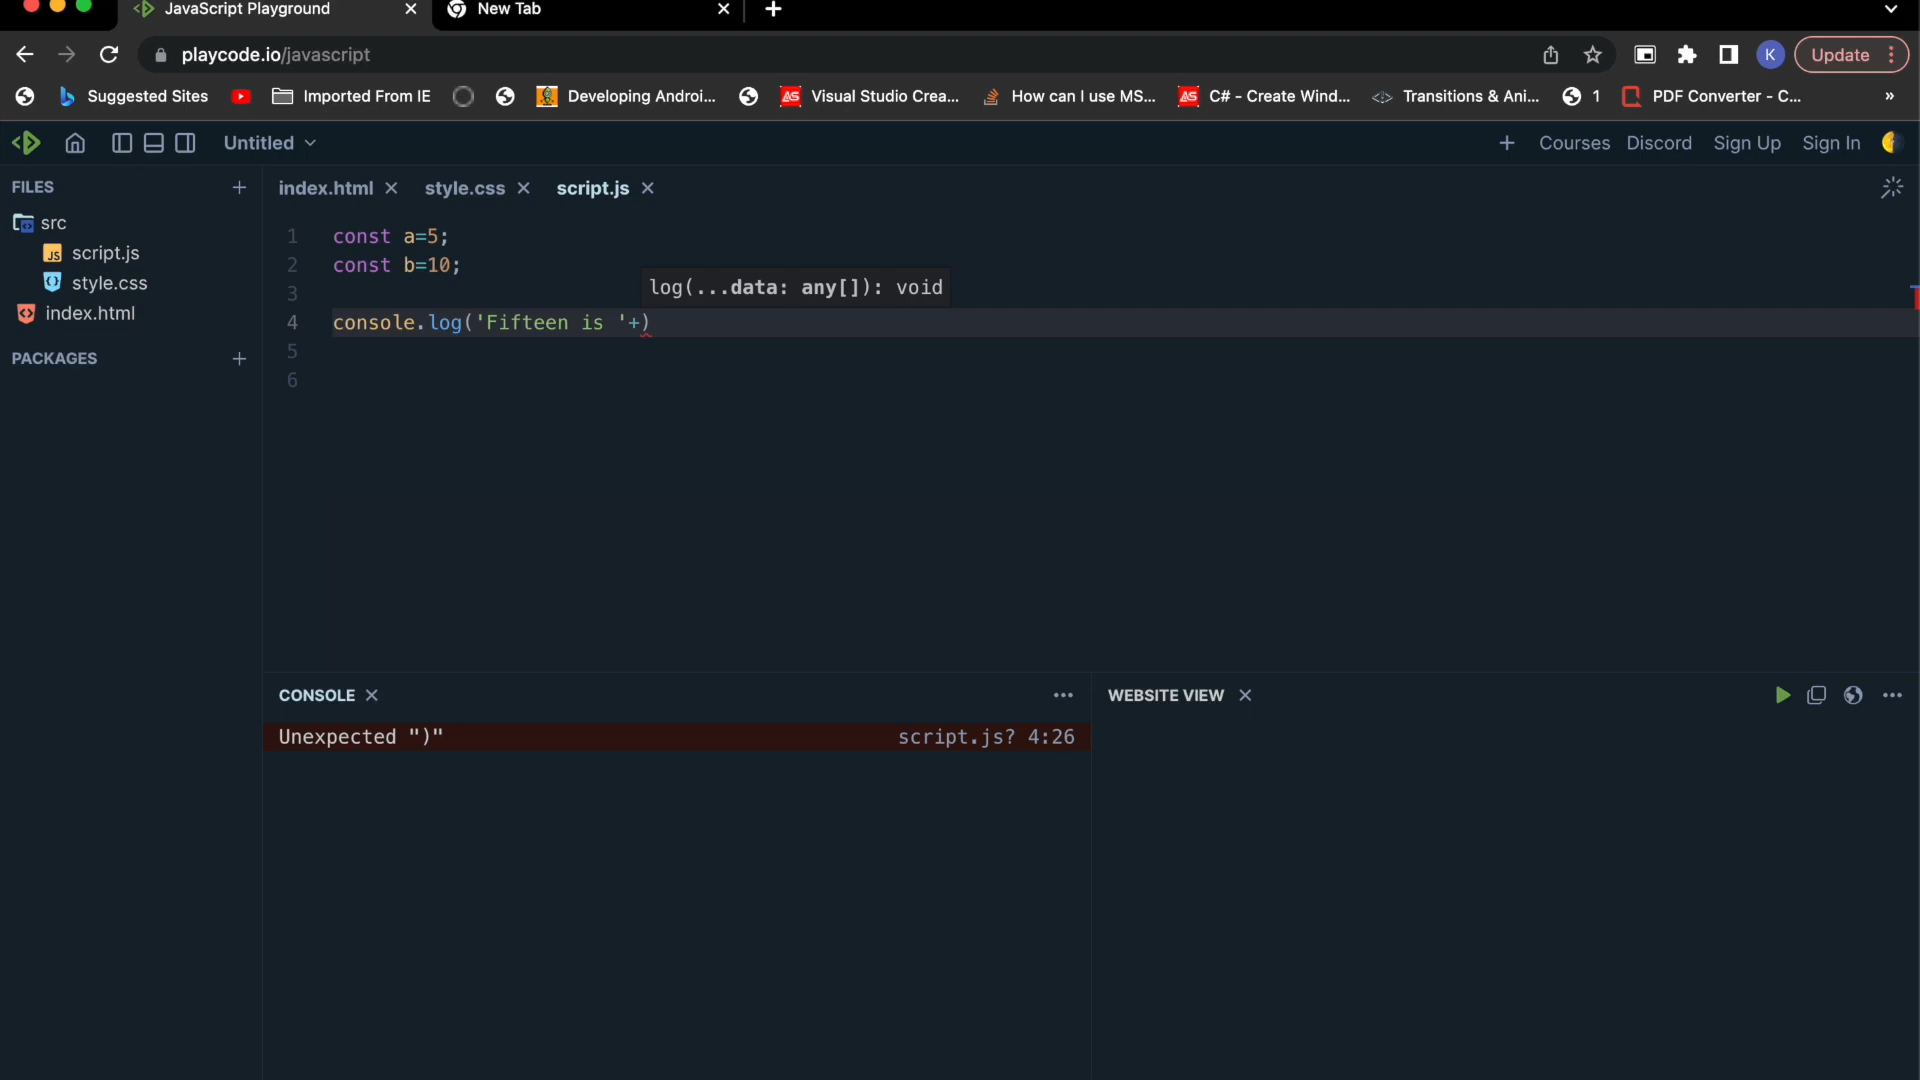 JavaScript Playground
New Tab
playcode.io/javascript
K
Update
Suggested Sites
Imported From IE
Developing Androi...
Visual Studio Crea...
How can I use MS...
C# - Create Wind...
Transitions & Ani...
1
PDF Converter - C...
»
Untitled
+
Courses
Discord
Sign Up
Sign In
FILES
index.html
style.css
script.js
src
script.js
style.css
index.html
PACKAGES
1 const a=5;
2 const b=10;
3
log(...data: any[]): void
4 console.log('Fifteen is '+)
5
6
CONSOLE
WEBSITE VIEW
Unexpected ")"
script.js? 4:26